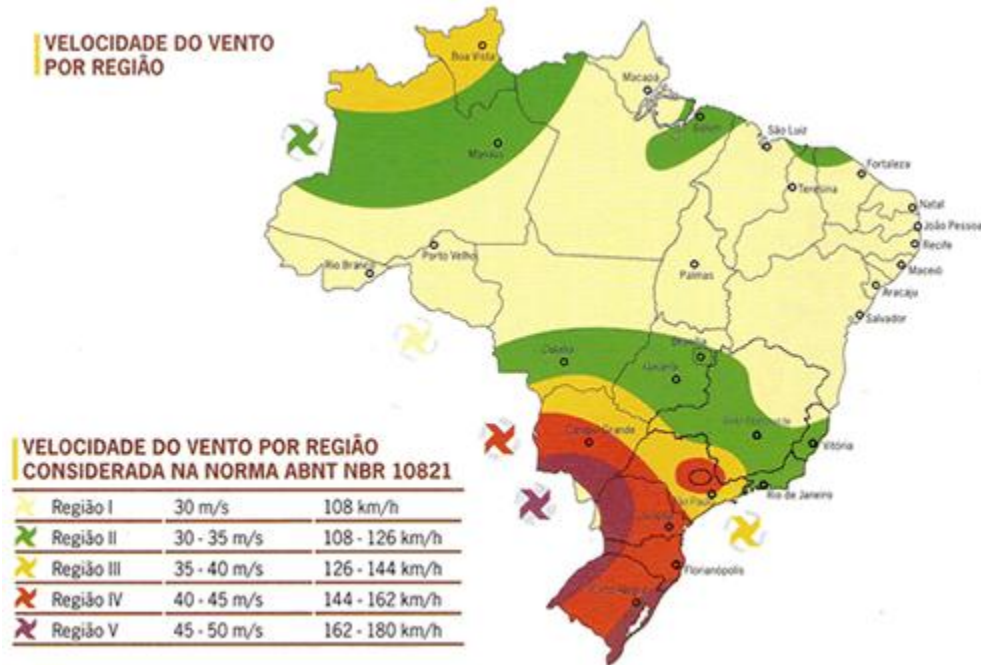 VELOCIDADE DO VENTO
POR REGIÃO
Boa Vista
Macapá
Belém
São Luiz
Manaus
Fortaleza
Teresina
Natal
João Pessoa
Recife
Porto Velho
Rio Branco
Palmas
Maceió
Aracaju
Salvador
Cuiabá
Brasília
Goiânia
Belo Horizonte
Vitória
Campo Grande
São Paulo
Rio de Janeiro
Florianópolis
Porto Alegre
VELOCIDADE DO VENTO POR REGIÃO
CONSIDERADA NA NORMA ABNT NBR 10821
Região I 30 m/s 108 km/h
Região II 30 - 35 m/s 108 - 126 km/h
Região III 35 - 40 m/s 126 - 144 km/h
Região IV 40 - 45 m/s 144 - 162 km/h
Região V 45 - 50 m/s 162 - 180 km/h